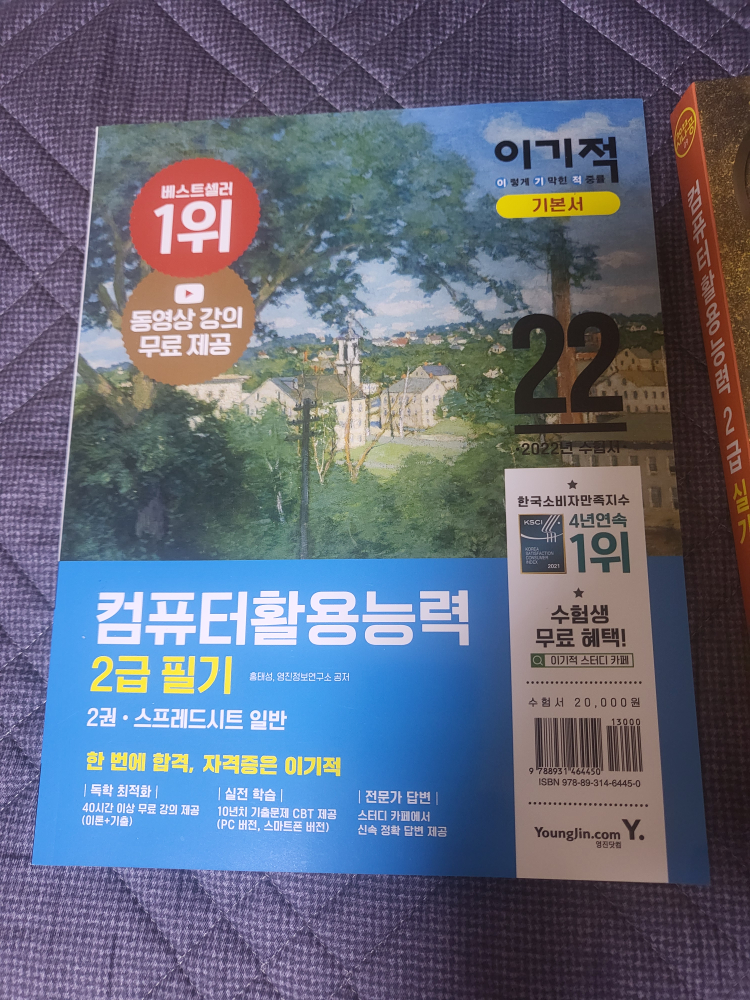 베스트셀러
1위
동영상 강의
무료 제공
이기적
이 렇게 기 막힌 적 중률
기본서
22
2022년 수험서
한국소비자만족지수
KSCI
KOREA
SATISFACTION
CONSUMER
INDEX
2021
4년연속
1위
수험생
무료 혜택!
이기적 스터디 카페
수험서 20,000원
13000
9 788931 464450
ISBN 978-89-314-6445-0
YoungJin.com Y.
영진닷컴
컴퓨터활용능력
2급 필기
홍태성, 영진정보연구소 공저
2권 · 스프레드시트 일반
한 번에 합격, 자격증은 이기적
| 독학 최적화 |
40시간 이상 무료 강의 제공
(이론+기출)
| 실전 학습 |
10년치 기출문제 CBT 제공
(PC 버전, 스마트폰 버전)
| 전문가 답변 |
스터디 카페에서
신속 정확 답변 제공
컴퓨터활용능력 2급 실기